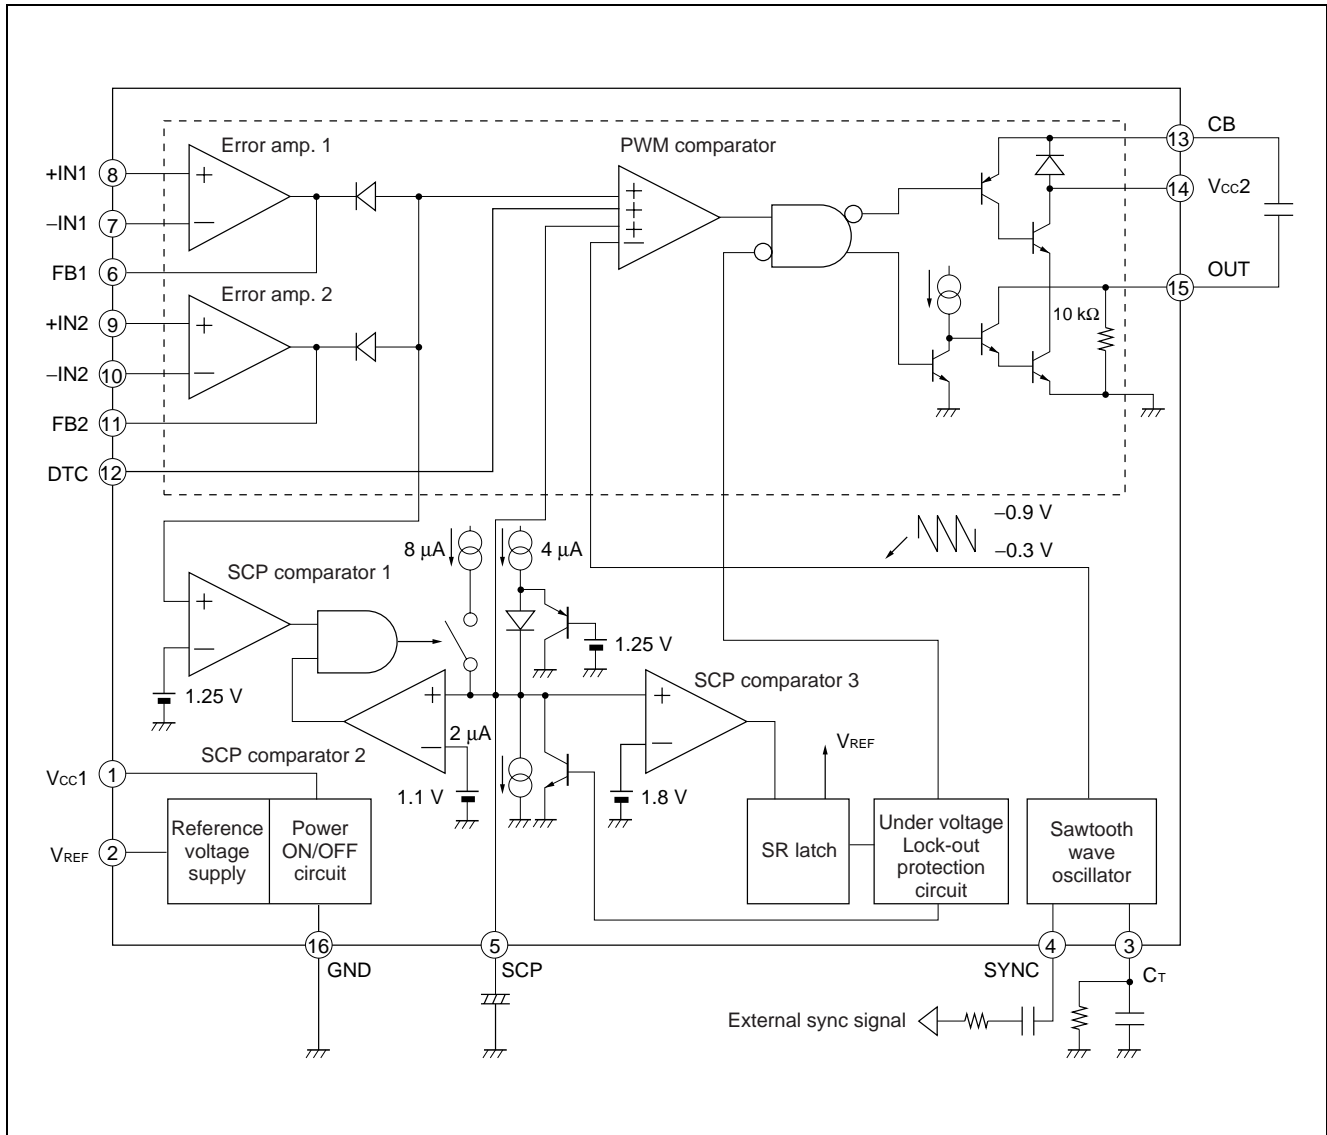 Error amp. 1
PWM comparator
13
CB
+IN1
8
+
+
+
+
−
14
VCC2
−IN1
7
−
FB1
6
OUT
15
Error amp. 2
+IN2
9
+
10 kΩ
−IN2
10
−
FB2
11
DTC
12
−0.9 V
−0.3 V
8 µA
4 µA
SCP comparator 1
+
−
1.25 V
1.25 V
SCP comparator 3
+
−
+
−
2 µA
VREF
SCP comparator 2
1.1 V
1.8 V
VCC1
1
VREF
2
Reference
voltage
supply
Power
ON/OFF
circuit
SR latch
Under voltage
Lock-out
protection
circuit
Sawtooth
wave
oscillator
16
GND
5
SCP
4
SYNC
3
CT
External sync signal